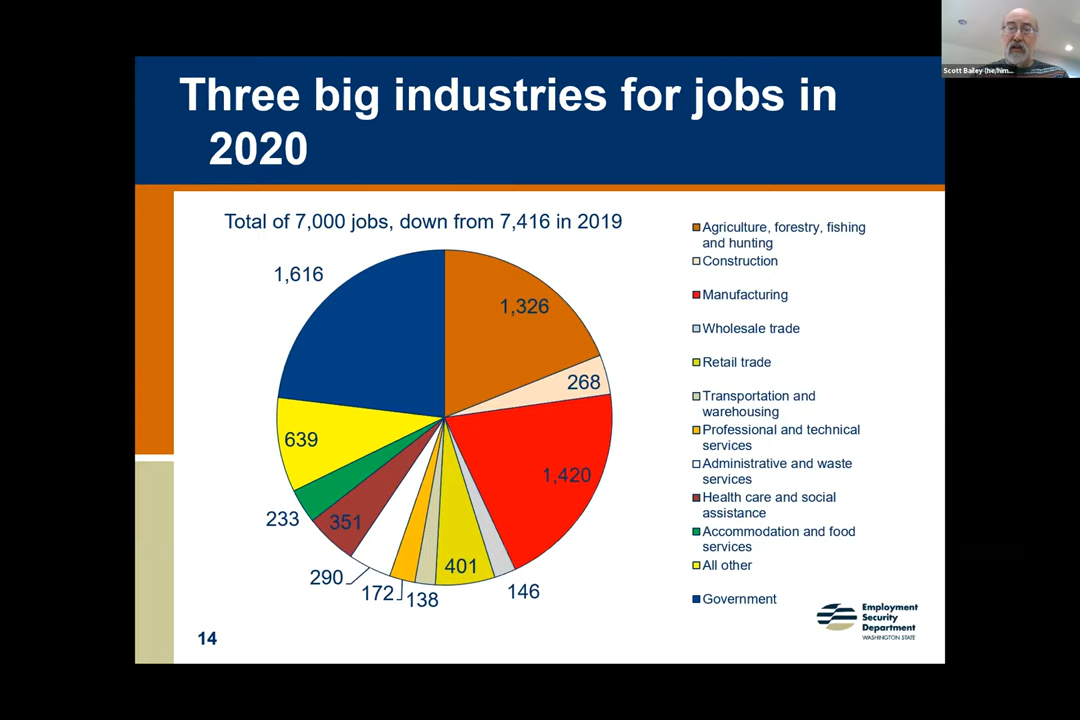 Scott Bailey (he/him...
Three big industries for jobs in
2020
Total of 7,000 jobs, down from 7,416 in 2019
1,616
1,326
268
1,420
146
401
138
172
290
351
233
639
Agriculture, forestry, fishing
and hunting
Construction
Manufacturing
Wholesale trade
Retail trade
Transportation and
warehousing
Professional and technical
services
Administrative and waste
services
Health care and social
assistance
Accommodation and food
services
All other
Government
14
Employment
Security
Department
WASHINGTON STATE